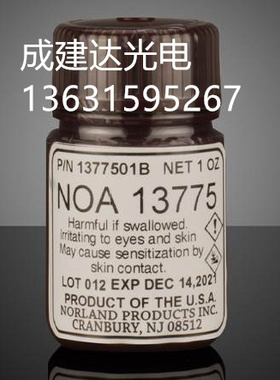 成建达光电
13631595267
P/N 1377501B NET 1 OZ
NOA 13775
Harmful if swallowed.
Irritating to eyes and skin
May cause sensitization by
skin contact.
LOT 012 EXP DEC 14,2021
PRODUCT OF THE U.S.A.
NORLAND PRODUCTS INC.
CRANBURY, NJ 08512